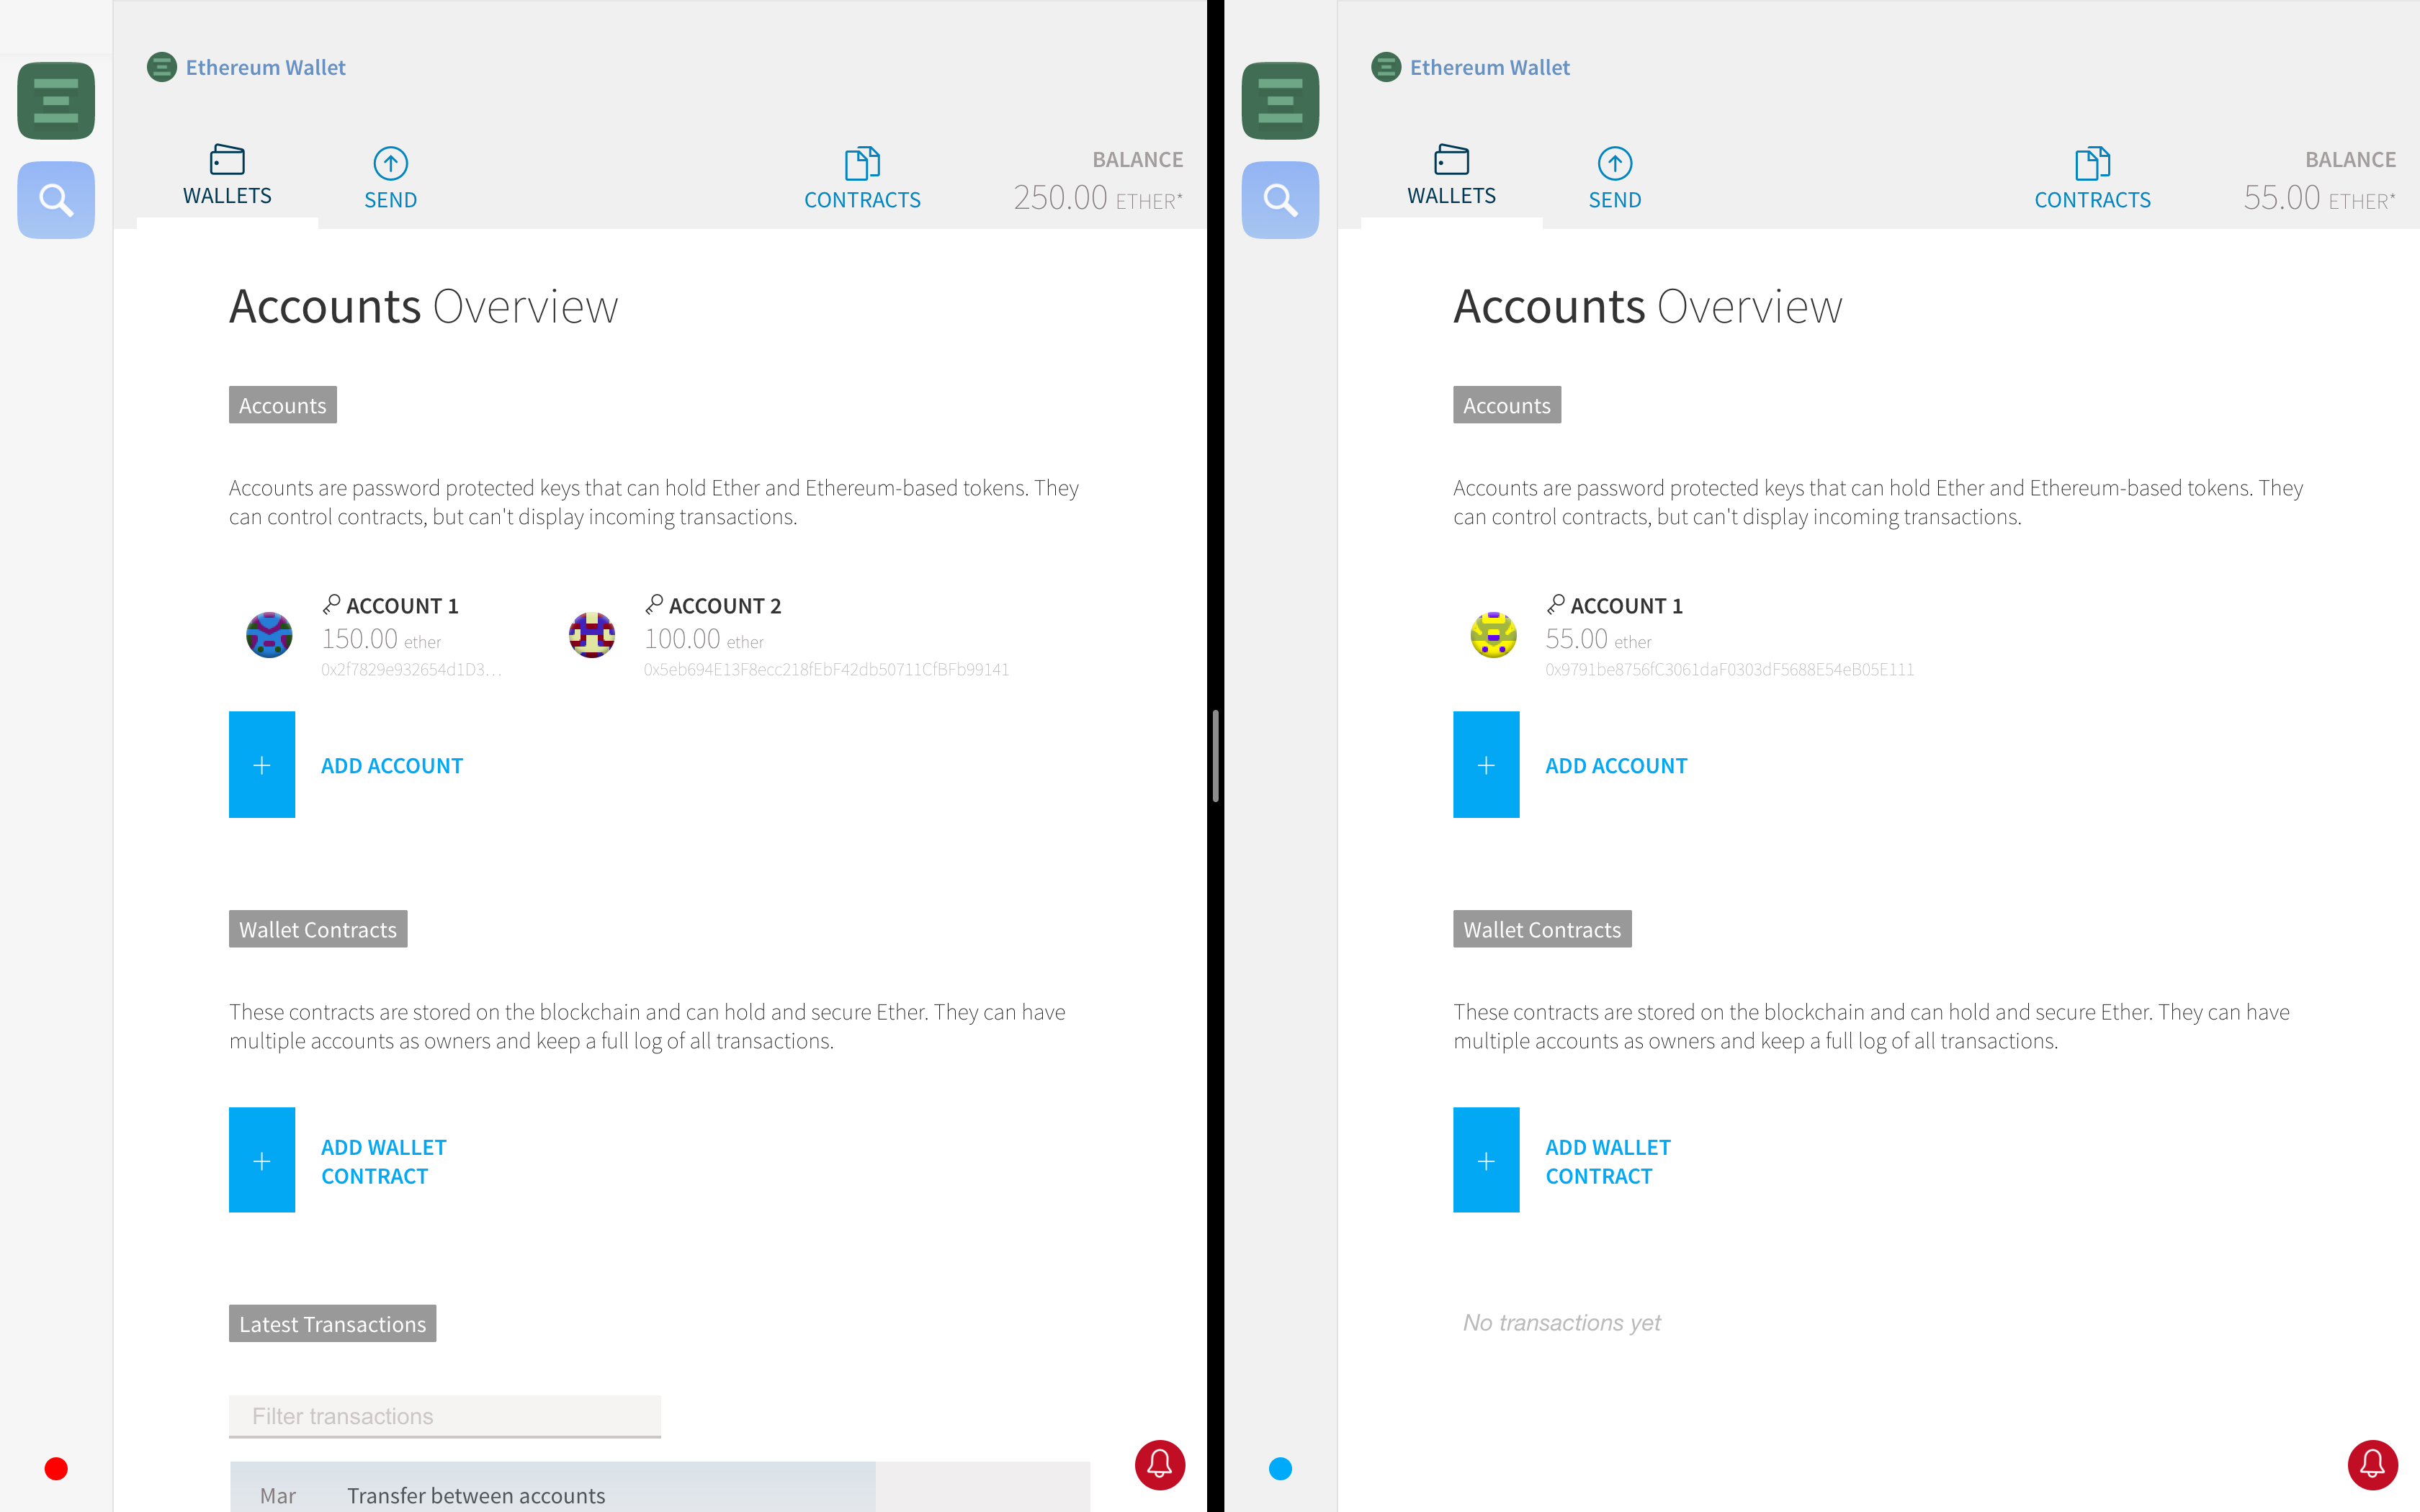 Ethereum Wallet
WALLETS
SEND
CONTRACTS
BALANCE
250.00 ETHER*
Accounts Overview
Accounts
Accounts are password protected keys that can hold Ether and Ethereum-based tokens. They
can control contracts, but can't display incoming transactions.
ACCOUNT 1
150.00 ether
0x2f7829e932654d1D3...
ACCOUNT 2
100.00 ether
0x5eb694E13F8ecc218fEbF42db50711CfBFb99141
ADD ACCOUNT
Wallet Contracts
These contracts are stored on the blockchain and can hold and secure Ether. They can have
multiple accounts as owners and keep a full log of all transactions.
ADD WALLET
CONTRACT
Latest Transactions
Filter transactions
Mar Transfer between accounts
Ethereum Wallet
WALLETS
SEND
CONTRACTS
BALANCE
55.00 ETHER*
Accounts Overview
Accounts
Accounts are password protected keys that can hold Ether and Ethereum-based tokens. They
can control contracts, but can't display incoming transactions.
ACCOUNT 1
55.00 ether
0x9791be8756fC3061daF0303dF5688E54eB05E111
ADD ACCOUNT
Wallet Contracts
These contracts are stored on the blockchain and can hold and secure Ether. They can have
multiple accounts as owners and keep a full log of all transactions.
ADD WALLET
CONTRACT
No transactions yet